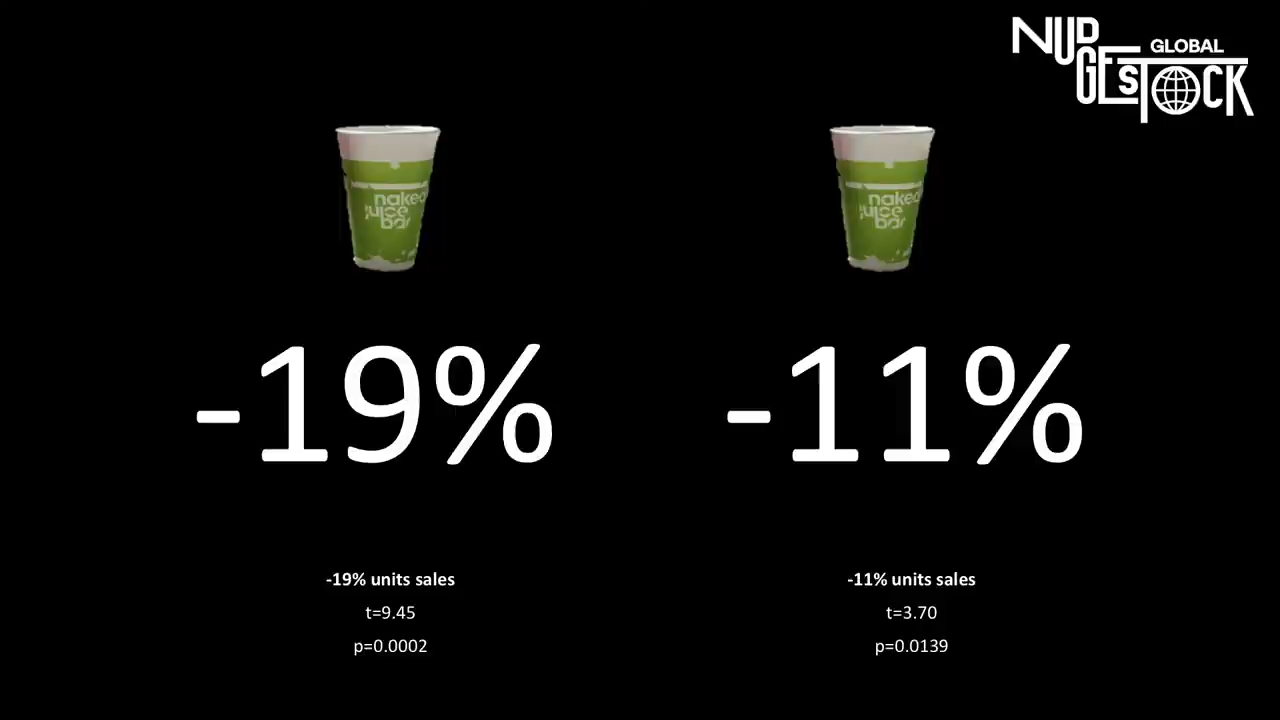 NUDGESTOCK
GLOBAL
naked
juice
bar
naked
juice
bar
-19%
-11%
-19% units sales
t=9.45
p=0.0002
-11% units sales
t=3.70
p=0.0139